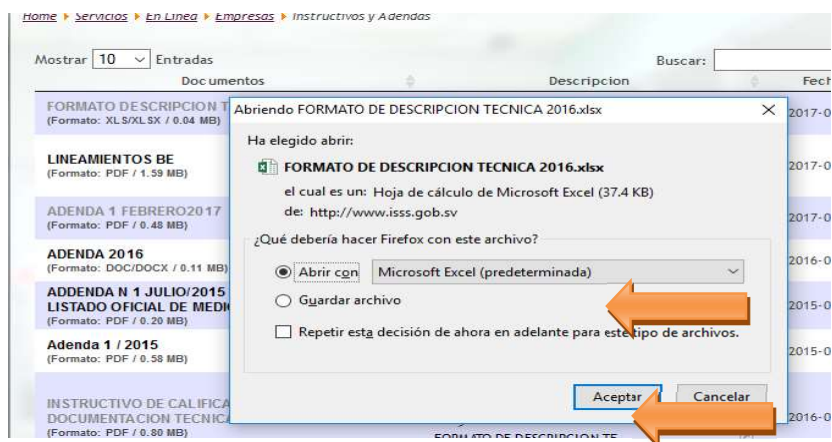 Home ▸ Servicios ▸ En Linea ▸ Empresas ▸ Instructivos y Adendas
Mostrar 10 Entradas
Buscar:
Documentos Descripcion Fech
FORMATO DESCRIPCION T
(Formato: XLS/XLSX / 0.04 MB)
2017-0
LINEAMIENTOS BE
(Formato: PDF / 1.59 MB)
2017-0
ADENDA 1 FEBRERO2017
(Formato: PDF / 0.48 MB)
2017-0
ADENDA 2016
(Formato: DOC/DOCX / 0.11 MB)
2016-0
ADDENDA N 1 JULIO/2015
LISTADO OFICIAL DE MEDI
(Formato: PDF / 0.20 MB)
2015-0
Adenda 1 / 2015
(Formato: PDF / 0.58 MB)
2015-0
INSTRUCTIVO DE CALIFICA
DOCUMENTACION TECNICA
(Formato: PDF / 0.80 MB)
2016-0
FORMATO DE DESCRIPCION TE
Abriendo FORMATO DE DESCRIPCION TECNICA 2016.xlsx
Ha elegido abrir:
FORMATO DE DESCRIPCION TECNICA 2016.xlsx
el cual es un: Hoja de cálculo de Microsoft Excel (37.4 KB)
de: http://www.isss.gob.sv
¿Qué debería hacer Firefox con este archivo?
Abrir con Microsoft Excel (predeterminada)
Guardar archivo
Repetir esta decisión de ahora en adelante para este tipo de archivos.
Aceptar Cancelar